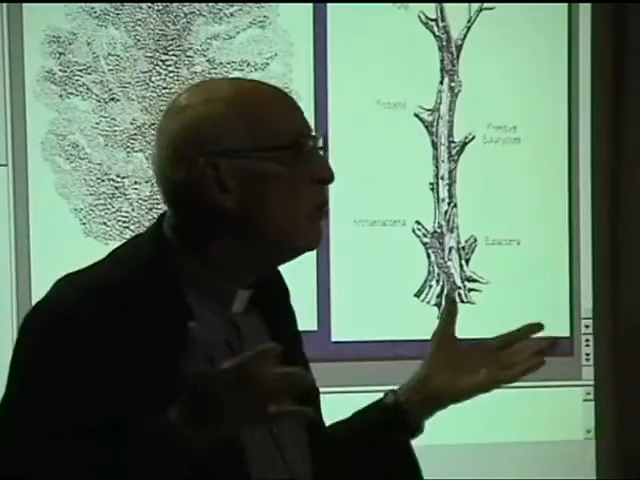 Protista
Primitive
Eukaryotes
Archaebacteria
Eubacteria